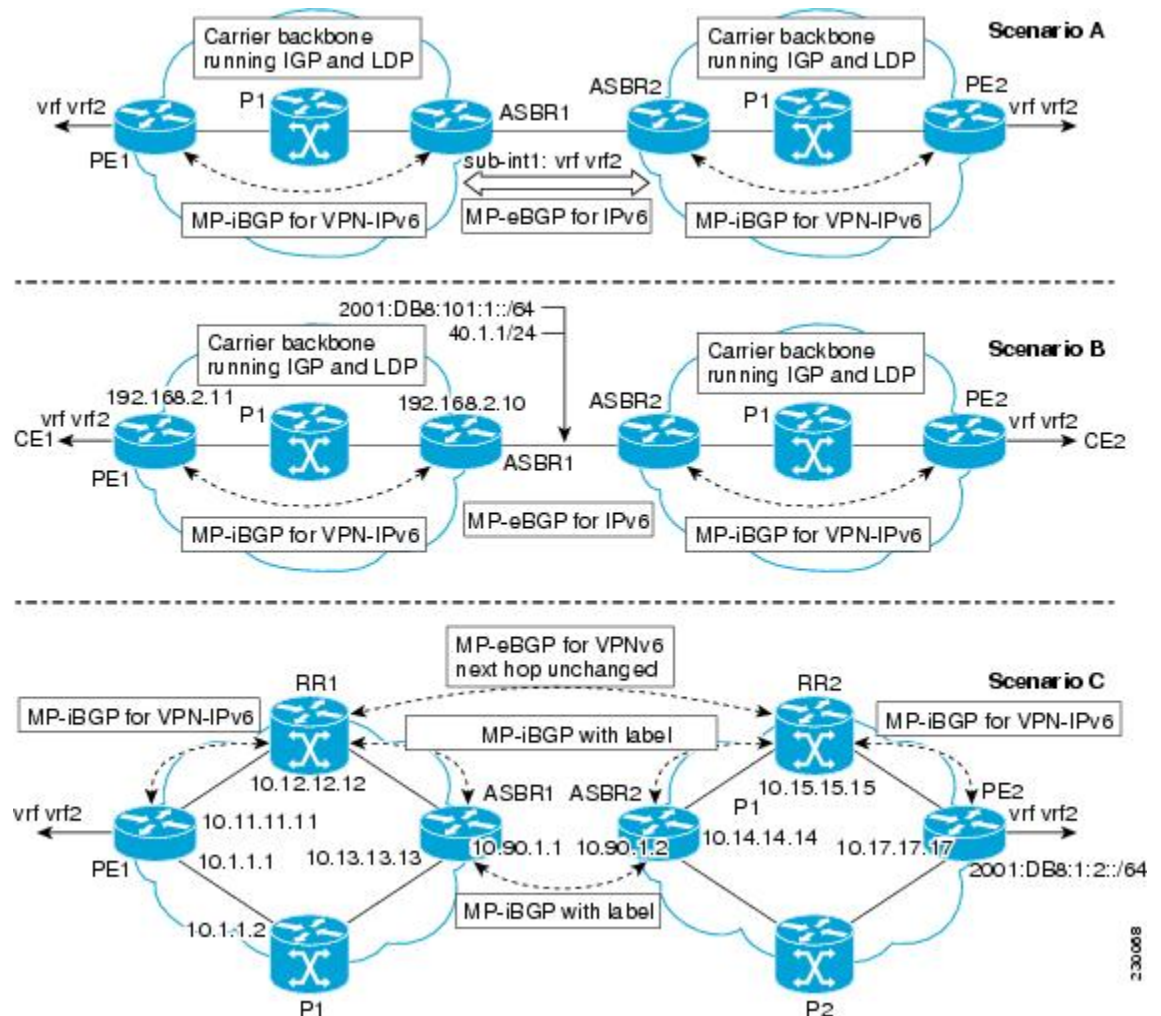 Scenario A
Carrier backbone
running IGP and LDP
Carrier backbone
running IGP and LDP
P1
ASBR1
ASBR2
P1
PE2
vrf vrf2
vrf vrf2
PE1
sub-int1: vrf vrf2
MP-iBGP for VPN-IPv6
MP-eBGP for IPv6
MP-iBGP for VPN-IPv6
2001:DB8:101:1::/64
40.1.1/24
Scenario B
Carrier backbone
running IGP and LDP
Carrier backbone
running IGP and LDP
192.168.2.11
P1
192.168.2.10
ASBR2
P1
PE2
vrf vrf2
CE1
vrf vrf2
CE2
PE1
ASBR1
MP-iBGP for VPN-IPv6
MP-eBGP for IPv6
MP-iBGP for VPN-IPv6
MP-eBGP for VPNv6
next hop unchanged
Scenario C
RR1
RR2
MP-iBGP for VPN-IPv6
MP-iBGP for VPN-IPv6
MP-iBGP with label
10.12.12.12
10.15.15.15
ASBR1
ASBR2
P1
PE2
vrf vrf2
vrf vrf2
10.11.11.11
10.14.14.14
PE1
10.1.1.1
10.13.13.13
10.90.1.1
10.90.1.2
10.17.17.17
2001:DB8:1:2::/64
MP-iBGP with label
10.1.1.2
P1
P2
230068